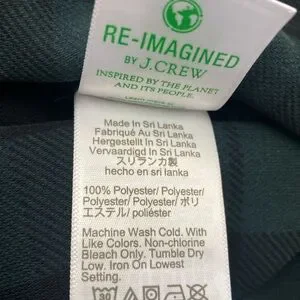 RE-IMAGINED
BY J.CREW
INSPIRED BY THE PLANET
AND ITS PEOPLE.
Made In Sri Lanka
Fabriqué Au Sri Lanka
Hergestellt In Sri Lanka
Vervaardigd In Sri Lanka
スリランカ製
hecho en sri lanka
100% Polyester/ Polyester/
Polyester/ Polyester/ ポリ
エステル/ poliéster
Machine Wash Cold. With
Like Colors. Non-chlorine
Bleach Only. Tumble Dry
Low. Iron On Lowest
Setting.
30